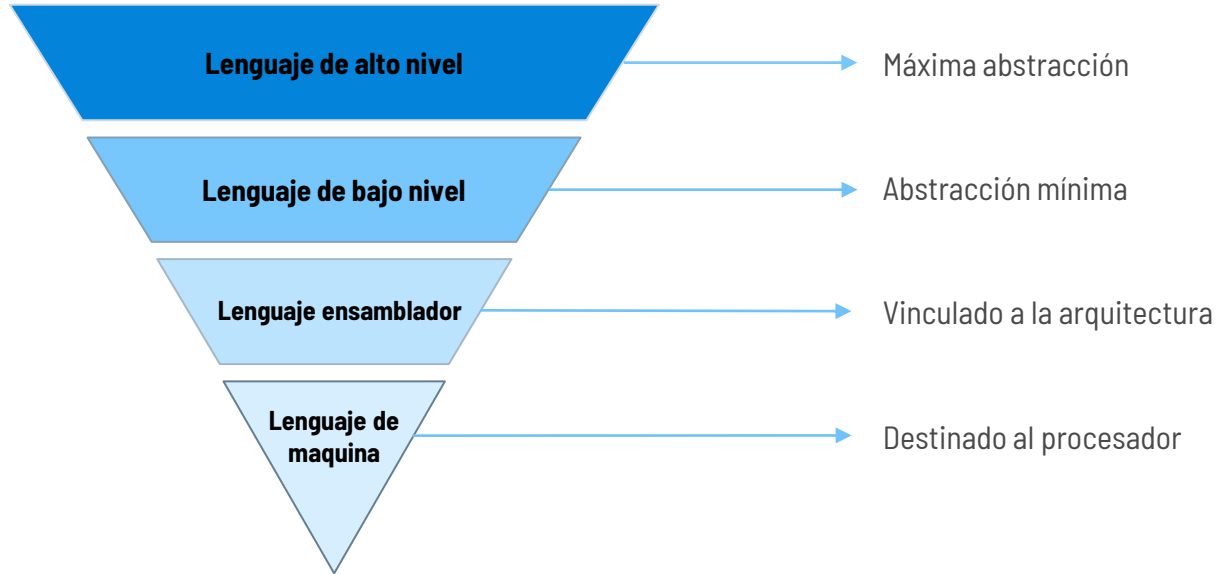 Lenguaje de alto nivel
Máxima abstracción
Lenguaje de bajo nivel
Abstracción mínima
Lenguaje ensamblador
Vinculado a la arquitectura
Lenguaje de
maquina
Destinado al procesador